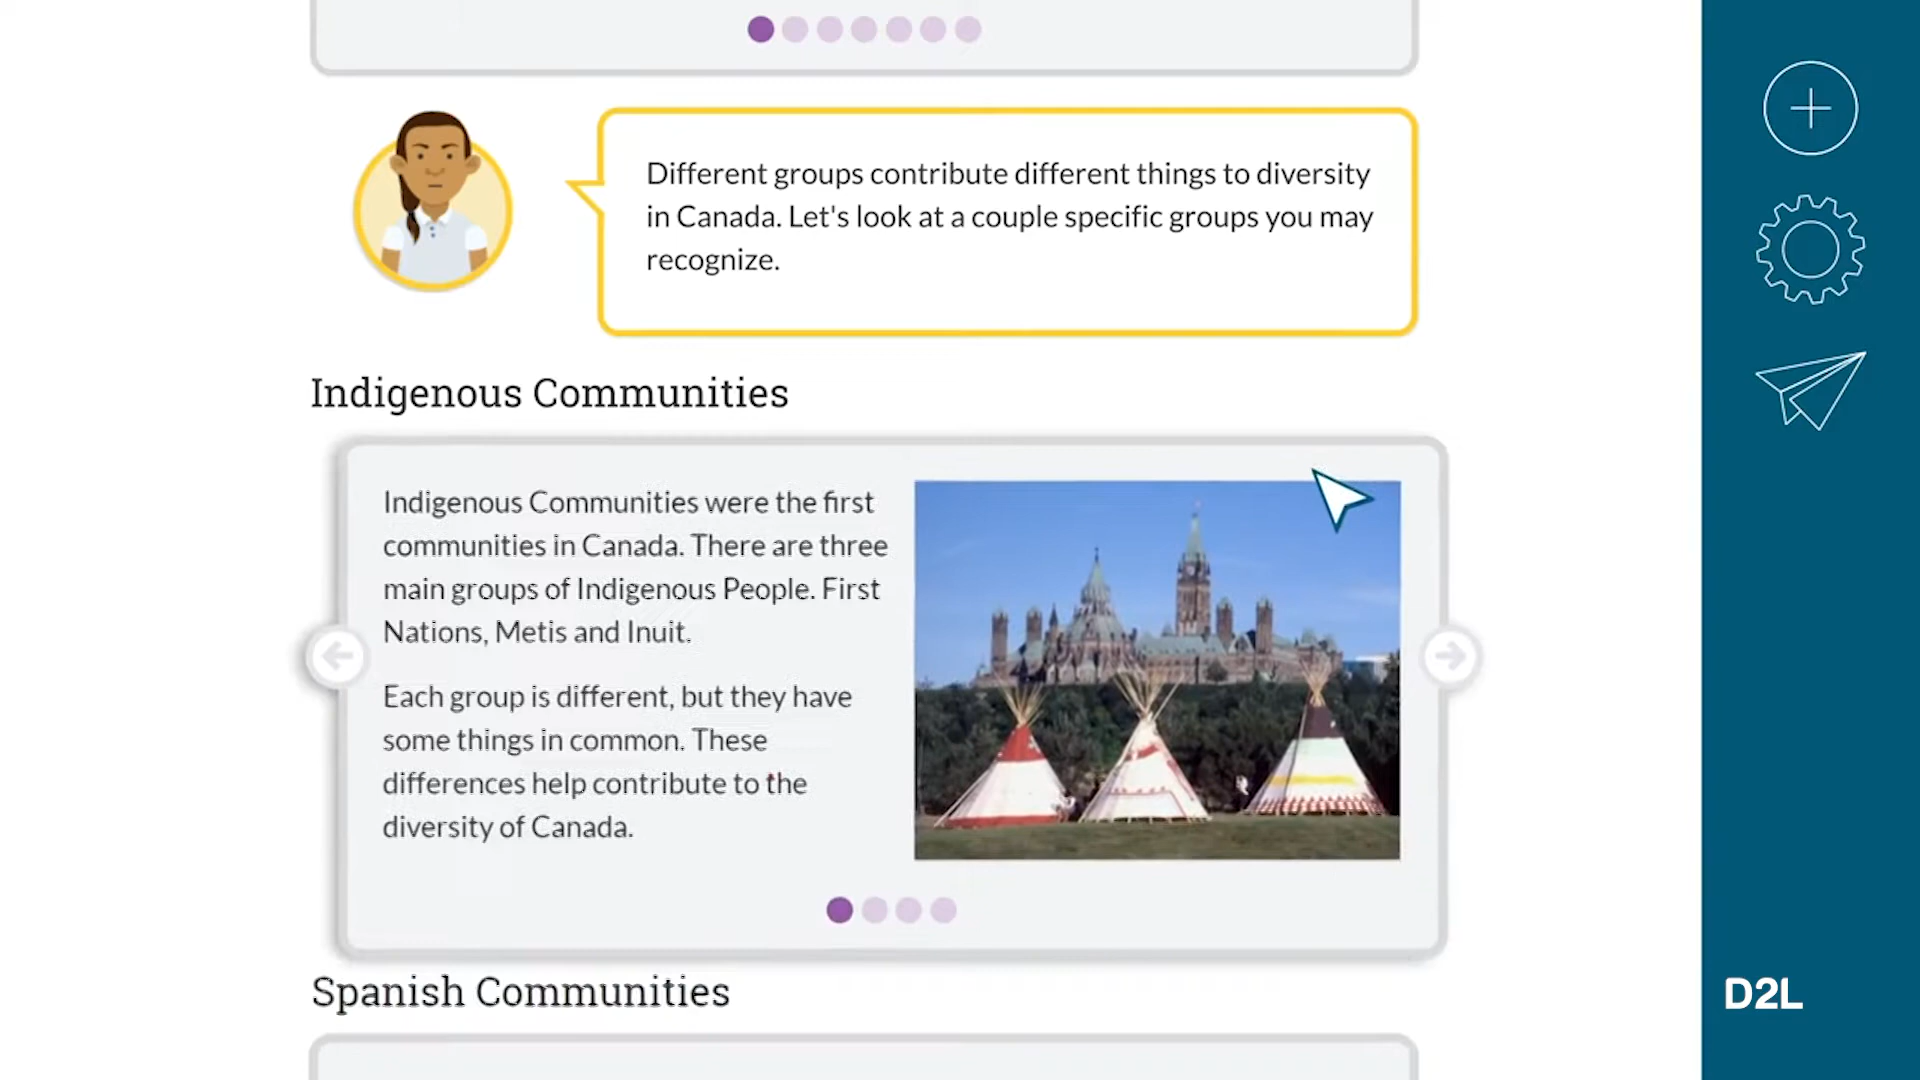 Different groups contribute different things to diversity
in Canada. Let's look at a couple specific groups you may
recognize.
Indigenous Communities
Indigenous Communities were the first
communities in Canada. There are three
main groups of Indigenous People. First
Nations, Metis and Inuit.
Each group is different, but they have
some things in common. These
differences help contribute to the
diversity of Canada.
Spanish Communities
D2L